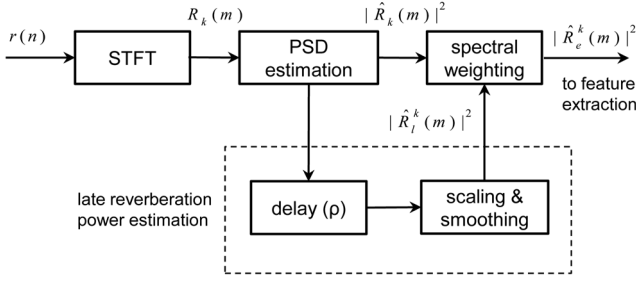 r(n)
STFT
R_k(m)
PSD
estimation
| R̂_k(m)|²
spectral
weighting
| R̂_e^k(m)|²
to feature
extraction
| R̂_l^k(m)|²
late reverberation
power estimation
delay (ρ)
scaling &
smoothing